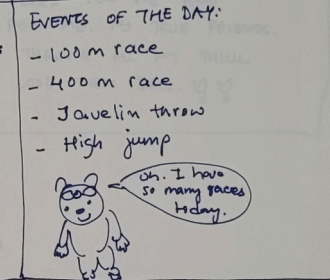 EVENTS OF THE DAY:
- 100 m race
- 400 m race
- Javelin throw
- High jump
Oh. I have
so many races
today.